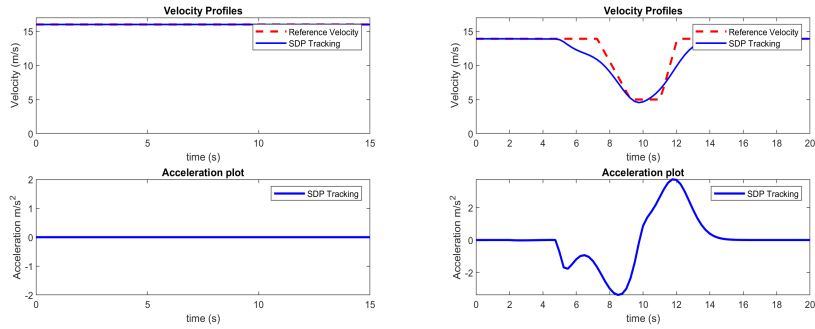 Velocity Profiles
15
10
5
0
Velocity (m/s)
Reference Velocity
SDP Tracking
0 5 10 15
time (s)
Acceleration plot
2
1
0
-1
-2
Acceleration m/s²
SDP Tracking
0 5 10 15
time (s)
Velocity Profiles
15
10
5
0
Velocity (m/s)
Reference Velocity
SDP Tracking
0 2 4 6 8 10 12 14 16 18 20
time (s)
Acceleration plot
2
0
-2
Acceleration m/s²
SDP Tracking
0 2 4 6 8 10 12 14 16 18 20
time (s)